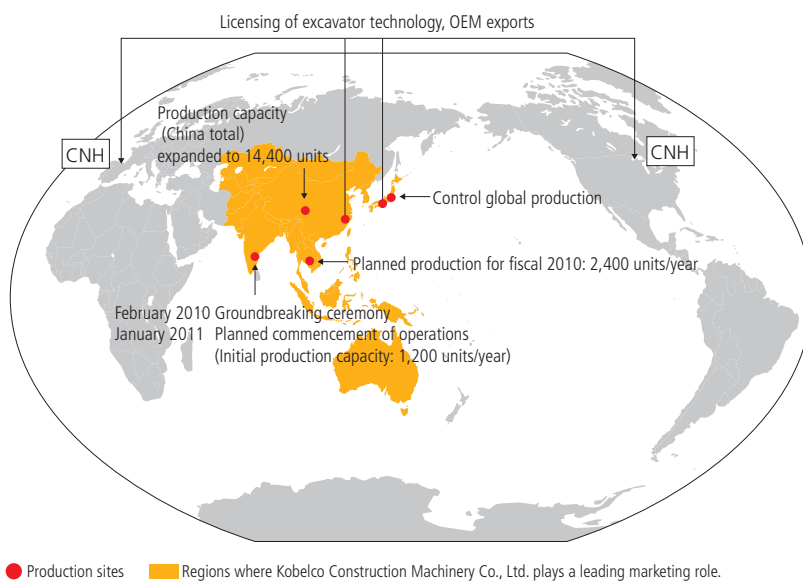 Licensing of excavator technology, OEM exports
Production capacity
(China total)
expanded to 14,400 units
CNH
CNH
Control global production
Planned production for fiscal 2010: 2,400 units/year
February 2010 Groundbreaking ceremony
January 2011 Planned commencement of operations
(Initial production capacity: 1,200 units/year)
Production sites
Regions where Kobelco Construction Machinery Co., Ltd. plays a leading marketing role.